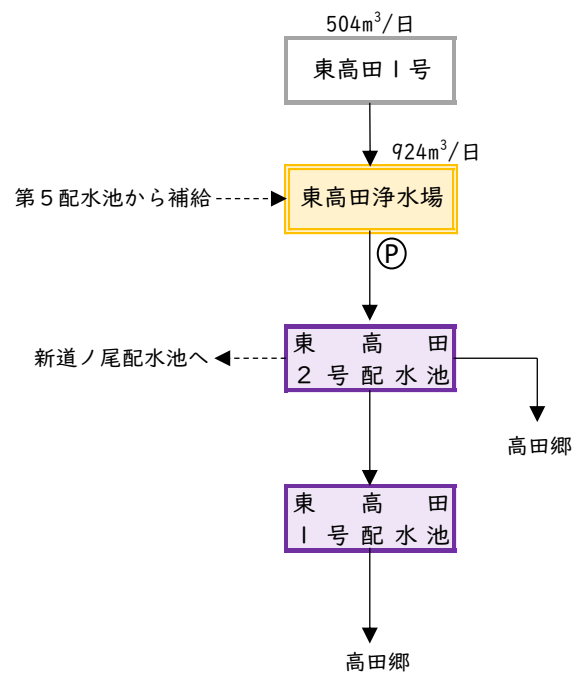 504m³/日
東高田1号
924m³/日
第5配水池から補給
東高田浄水場
P
東高田
新道ノ尾配水池へ
2号配水池
高田郷
東高田
1号配水池
高田郷